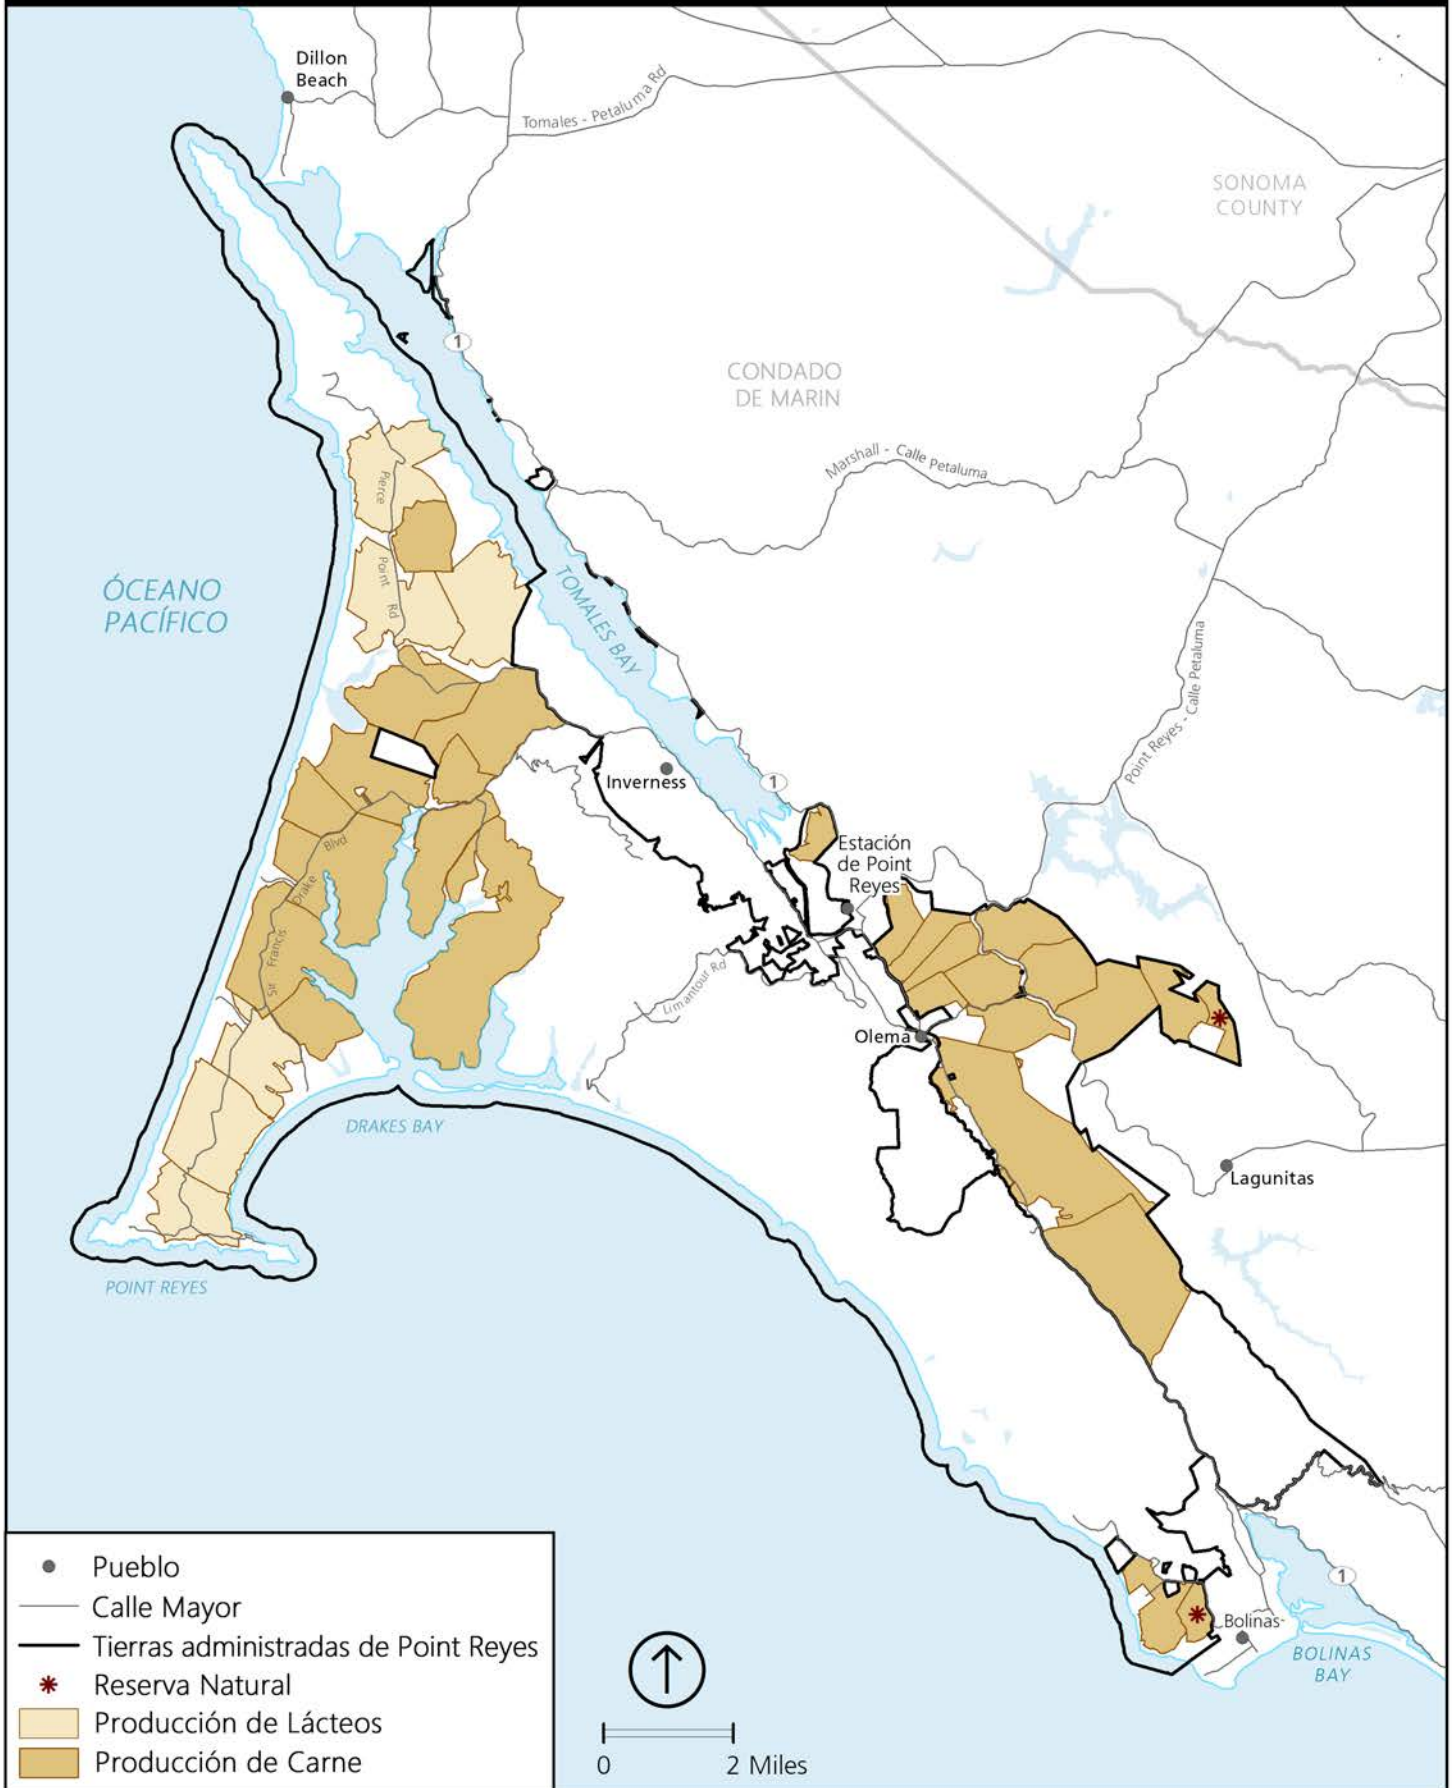 Dillon
Beach
Tomales - Petaluma Rd
SONOMA
COUNTY
1
CONDADO
DE MARIN
Marshall - Calle Petaluma
Pierce
Point
Rd
ÓCEANO
PACÍFICO
TOMALES BAY
Point Reyes - Calle Petaluma
Inverness
1
Estación
de Point
Reyes
Blvd
Drake
Francis
Sir
Limantour Rd
Olema
DRAKES BAY
Lagunitas
POINT REYES
1
Bolinas
BOLINAS
BAY
Pueblo
Calle Mayor
Tierras administradas de Point Reyes
Reserva Natural
Producción de Lácteos
Producción de Carne
0 2 Miles